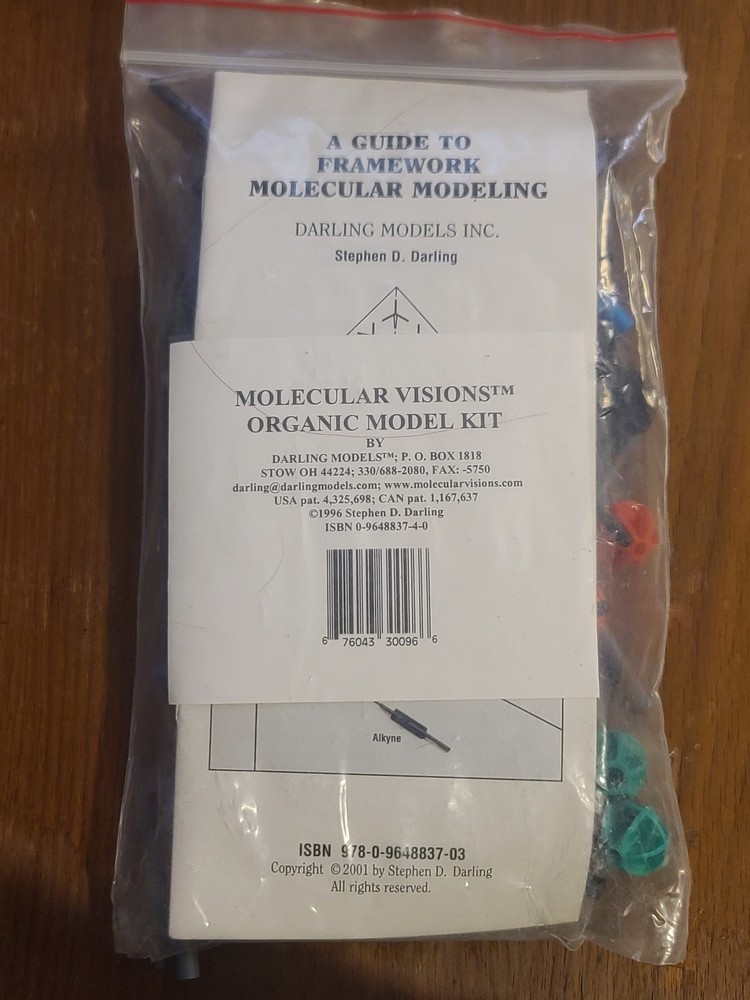 A GUIDE TO
FRAMEWORK
MOLECULAR MODELING
DARLING MODELS INC.
Stephen D. Darling
MOLECULAR VISIONS™
ORGANIC MODEL KIT
BY
DARLING MODELS™; P. O. BOX 1818
STOW OH 44224; 330/688-2080, FAX: -5750
darling@darlingmodels.com; www.molecularvisions.com
USA pat. 4,325,698; CAN pat. 1,167,637
©1996 Stephen D. Darling
ISBN 0-9648837-4-0
6 76043 30096 6
Alkyne
ISBN 978-0-9648837-03
Copyright ©2001 by Stephen D. Darling
All rights reserved.